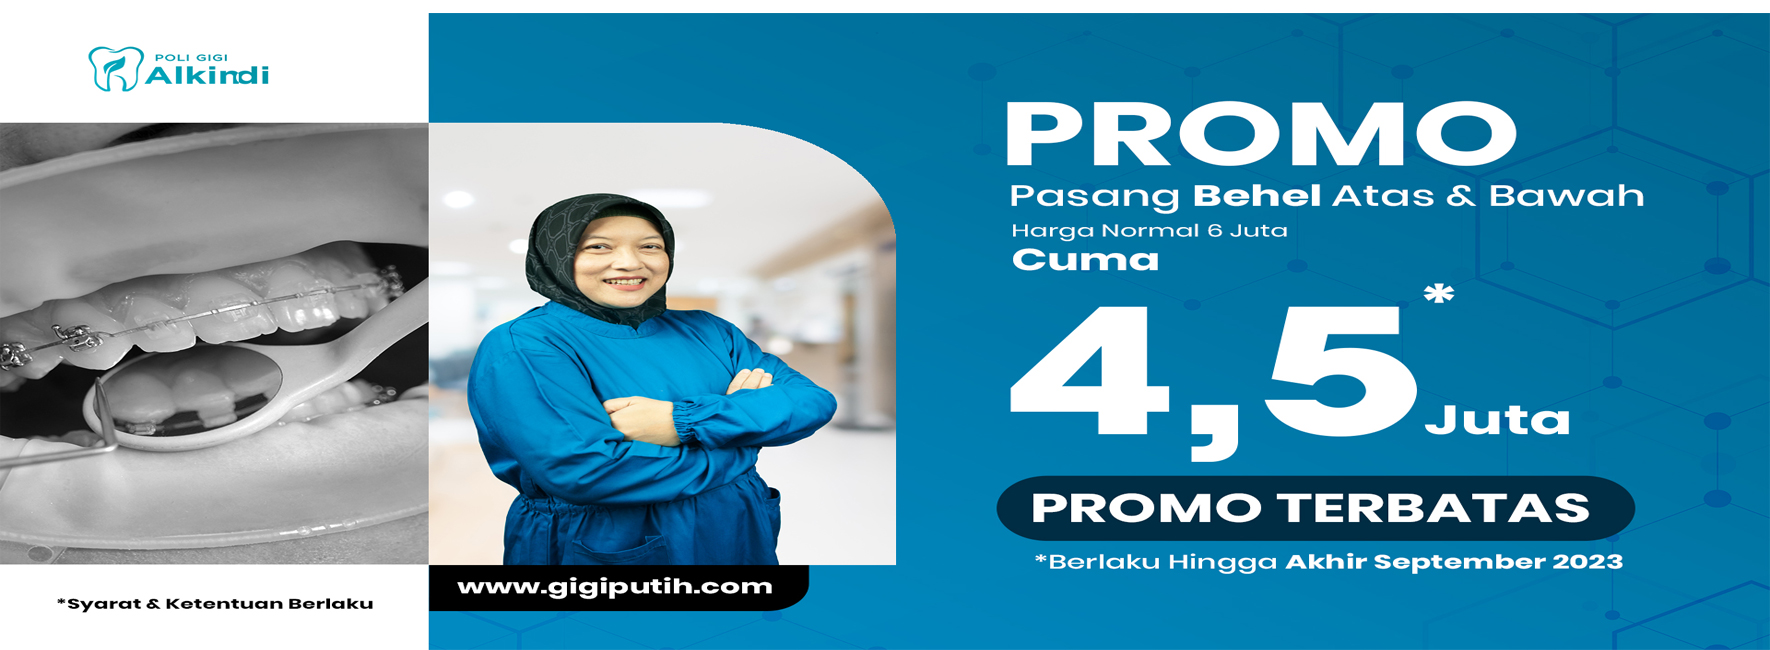 POLI GIGI
Alkindi
PROMO
Pasang Behel Atas & Bawah
Harga Normal 6 Juta
Cuma
4,5* Juta
PROMO TERBATAS
*Berlaku Hingga Akhir September 2023
www.gigiputih.com
*Syarat & Ketentuan Berlaku